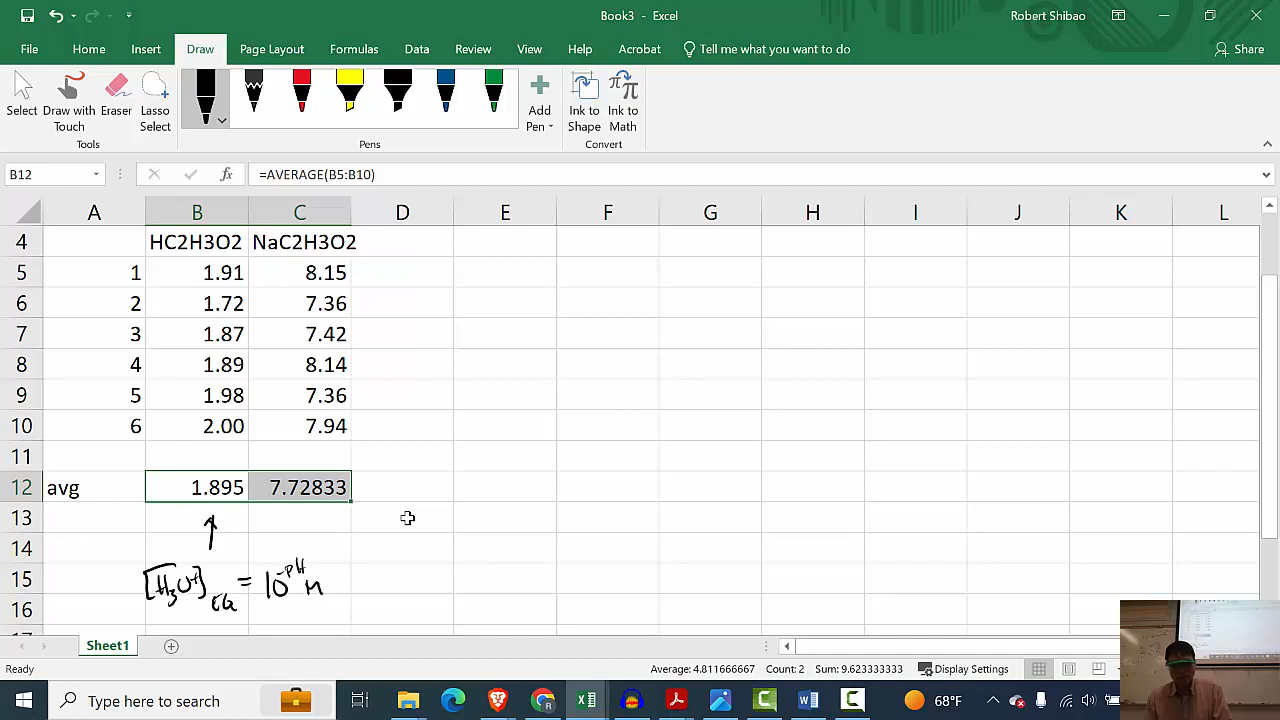 Book3 - Excel
Robert Shibao
File Home Insert Draw Page Layout Formulas Data Review View Help Acrobat Tell me what you want to do Share
Select
Draw with Touch
Eraser
Lasso Select
Add Pen
Ink to Shape
Ink to Math
Tools
Pens
Convert
B12 fx =AVERAGE(B5:B10)
A B C D E F G H I J K L
4 HC2H3O2 NaC2H3O2
5 1 1.91 8.15
6 2 1.72 7.36
7 3 1.87 7.42
8 4 1.89 8.14
9 5 1.98 7.36
10 6 2.00 7.94
11
12 avg 1.895 7.72833
13
14
15
16
[H3O+]EQ = 10-pH M
Sheet1
Ready Average: 4.811666667 Count: 2 Sum: 9.623333333 Display Settings
Type here to search 68°F